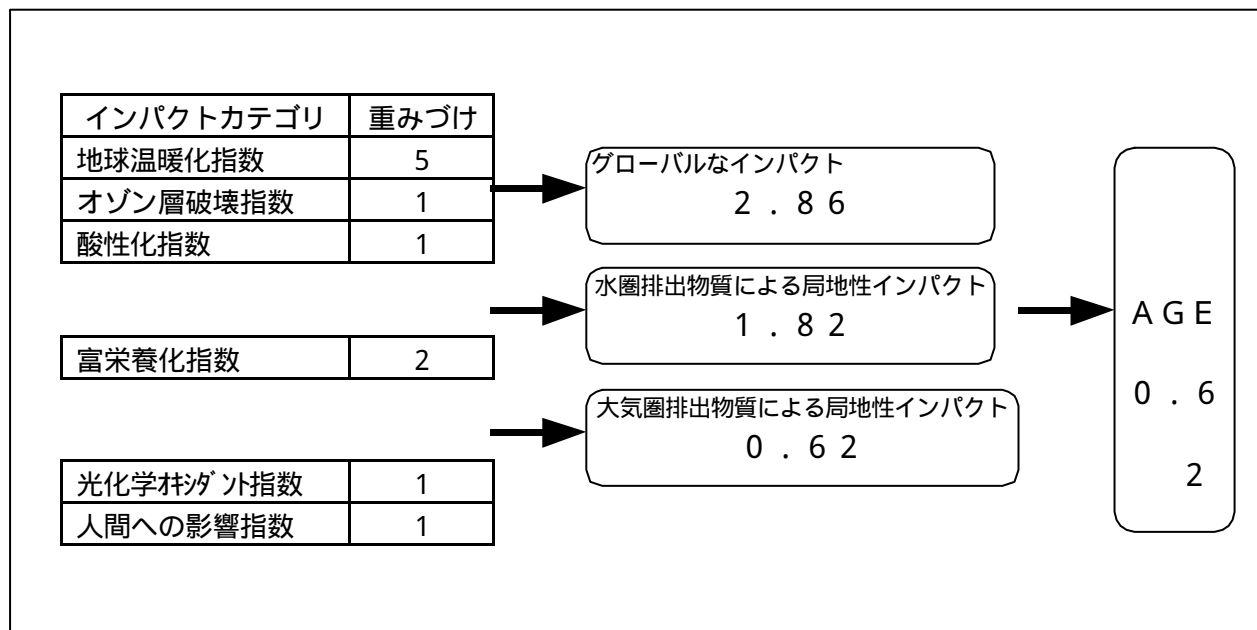 インパクトカテゴリ 重みづけ
地球温暖化指数 5
オゾン層破壊指数 1
酸性化指数 1
富栄養化指数 2
光化学ｵｷｼﾀﾞﾝﾄ指数 1
人間への影響指数 1
グローバルなインパクト
2.86
水圏排出物質による局地性インパクト
1.82
大気圏排出物質による局地性インパクト
0.62
AGE
0.6
2